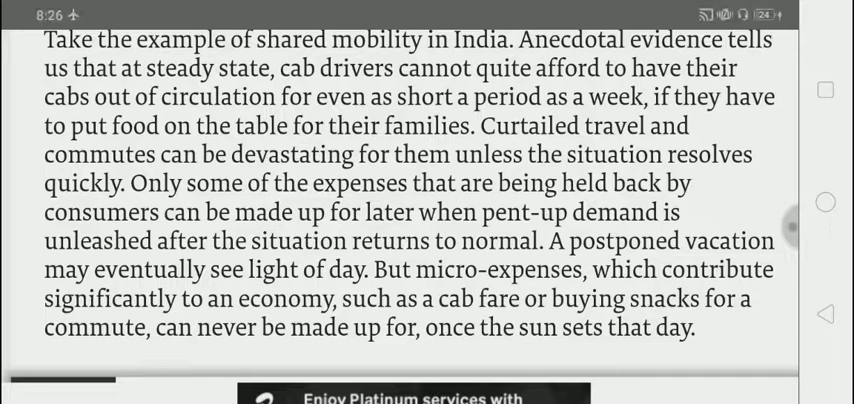 8:26
24
Take the example of shared mobility in India. Anecdotal evidence tells
us that at steady state, cab drivers cannot quite afford to have their
cabs out of circulation for even as short a period as a week, if they have
to put food on the table for their families. Curtailed travel and
commutes can be devastating for them unless the situation resolves
quickly. Only some of the expenses that are being held back by
consumers can be made up for later when pent-up demand is
unleashed after the situation returns to normal. A postponed vacation
may eventually see light of day. But micro-expenses, which contribute
significantly to an economy, such as a cab fare or buying snacks for a
commute, can never be made up for, once the sun sets that day.
Enjoy Platinum services with